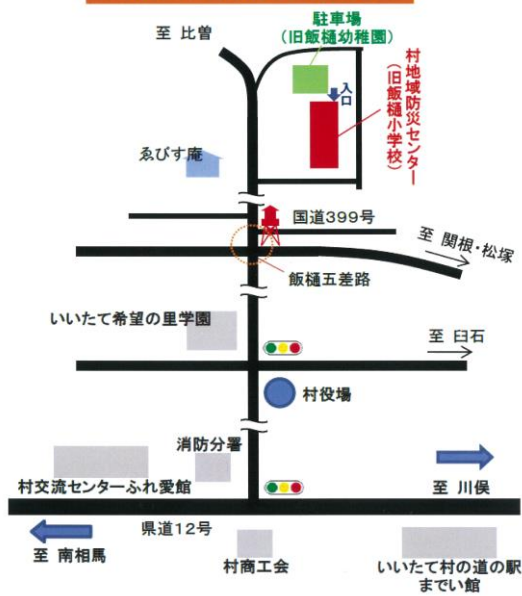 駐車場
(旧飯樋幼稚園)
至 比曽
入口
村地域防災センター
(旧飯樋小学校)
ゑびす庵
国道399号
至 関根・松塚
飯樋五差路
いいたて希望の里学園
至 臼石
村役場
消防分署
村交流センターふれ愛館
至 川俣
県道12号
至 南相馬
村商工会
いいたて村の道の駅
までい館